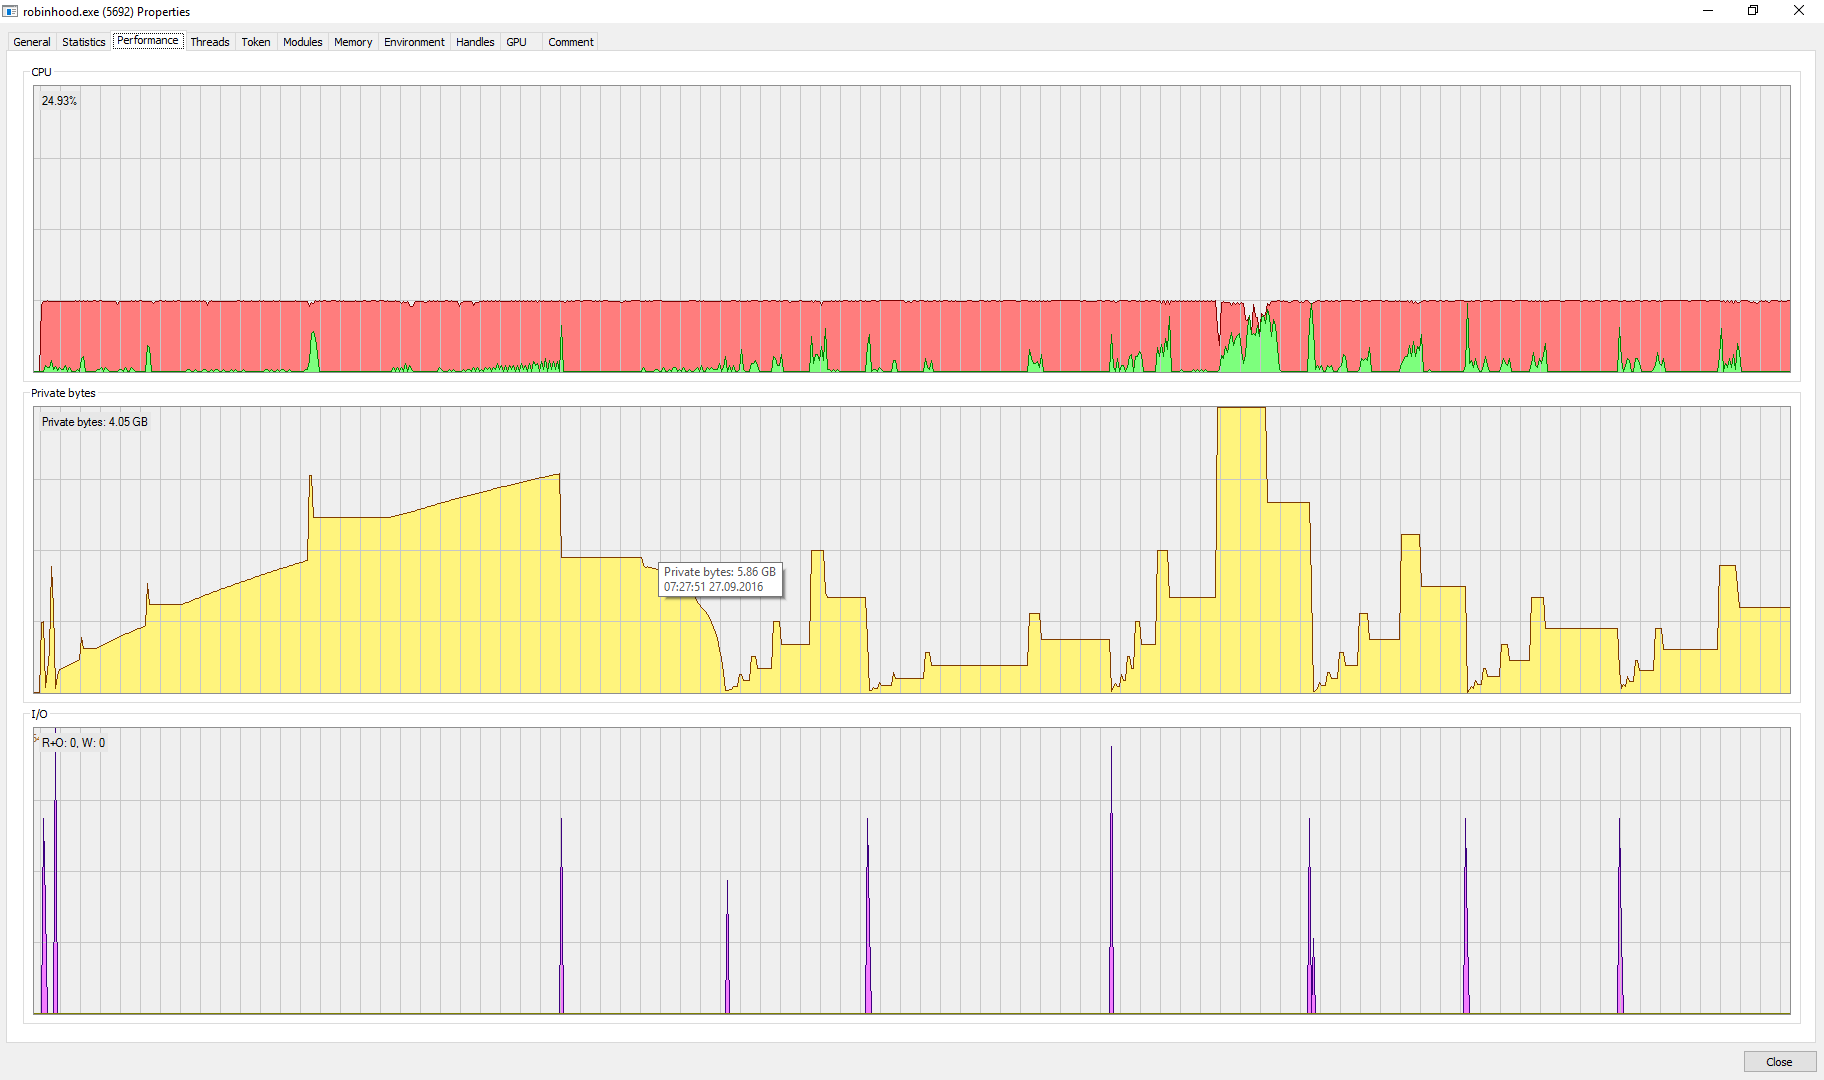 robinhood.exe (5692) Properties
General Statistics Performance Threads Token Modules Memory Environment Handles GPU Comment
CPU
24.93%
Private bytes
Private bytes: 4.05 GB
Private bytes: 5.86 GB
07:27:51 27.09.2016
I/O
R+O: 0, W: 0
Close